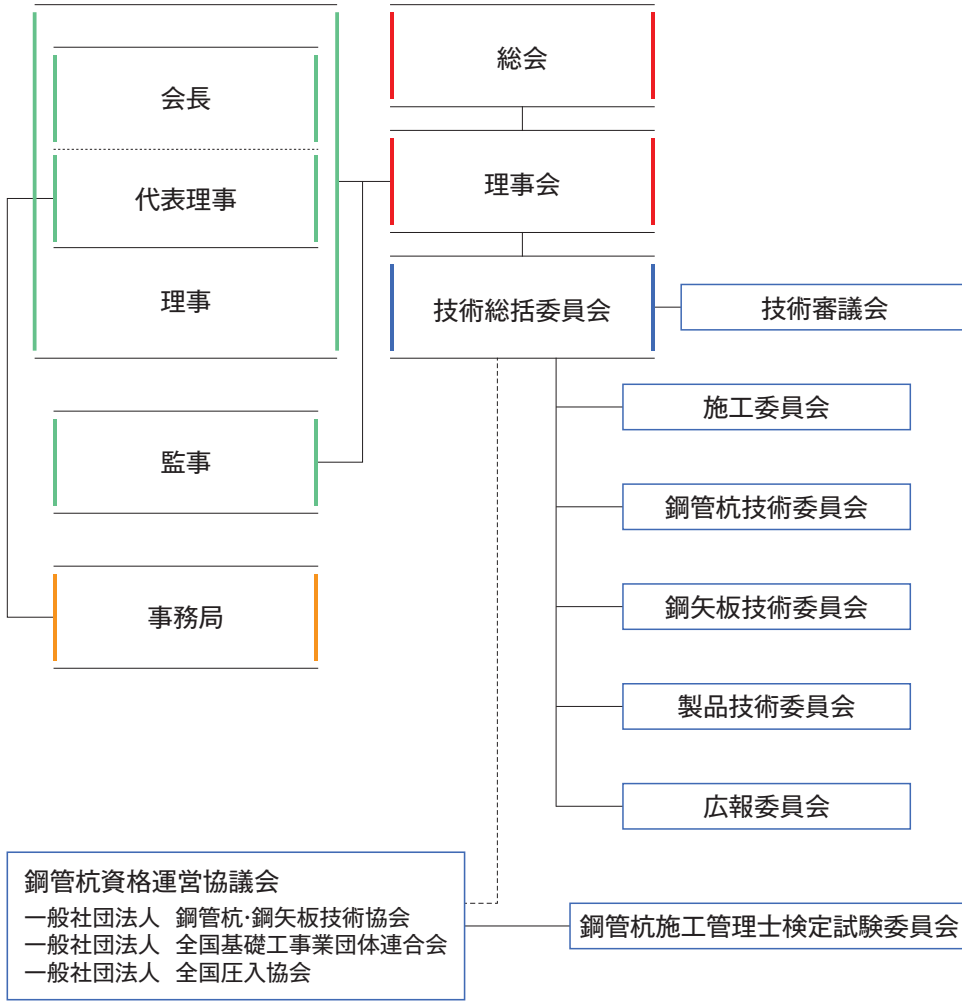 会長
代表理事
理事
監事
事務局
総会
理事会
技術総括委員会
技術審議会
施工委員会
鋼管杭技術委員会
鋼矢板技術委員会
製品技術委員会
広報委員会
鋼管杭資格運営協議会
一般社団法人 鋼管杭・鋼矢板技術協会
一般社団法人 全国基礎工事業団体連合会
一般社団法人 全国圧入協会
鋼管杭施工管理士検定試験委員会